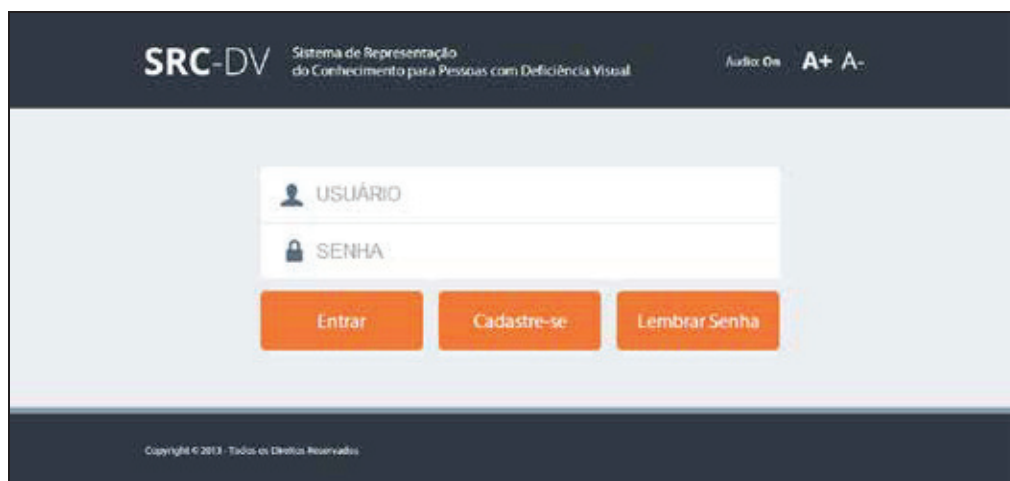 SRC-DV
Sistema de Representação
do Conhecimento para Pessoas com Deficiência Visual
Audio: On A+ A-
USUÁRIO
SENHA
Entrar Cadastre-se Lembrar Senha
Copyright © 2013 - Todos os Direitos Reservados